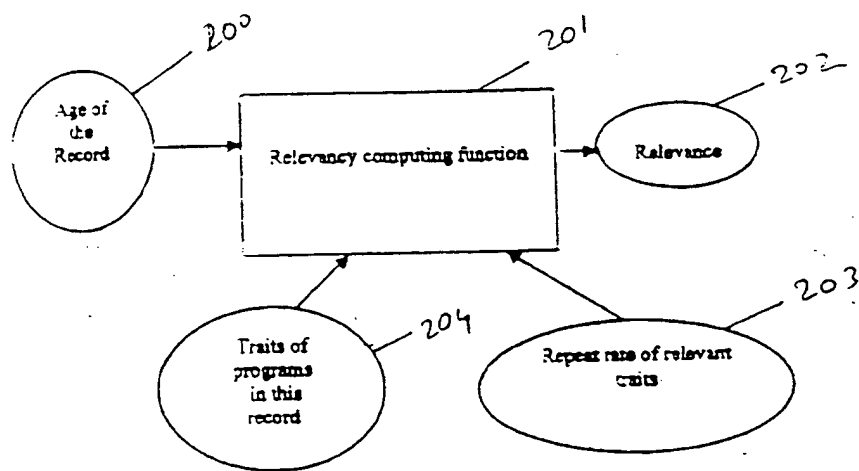 200
201
202
Age of
the
Record
Relevancy computing function
Relevance
204
203
Traits of
programs
in this
record
Repeat rate of relevant
traits